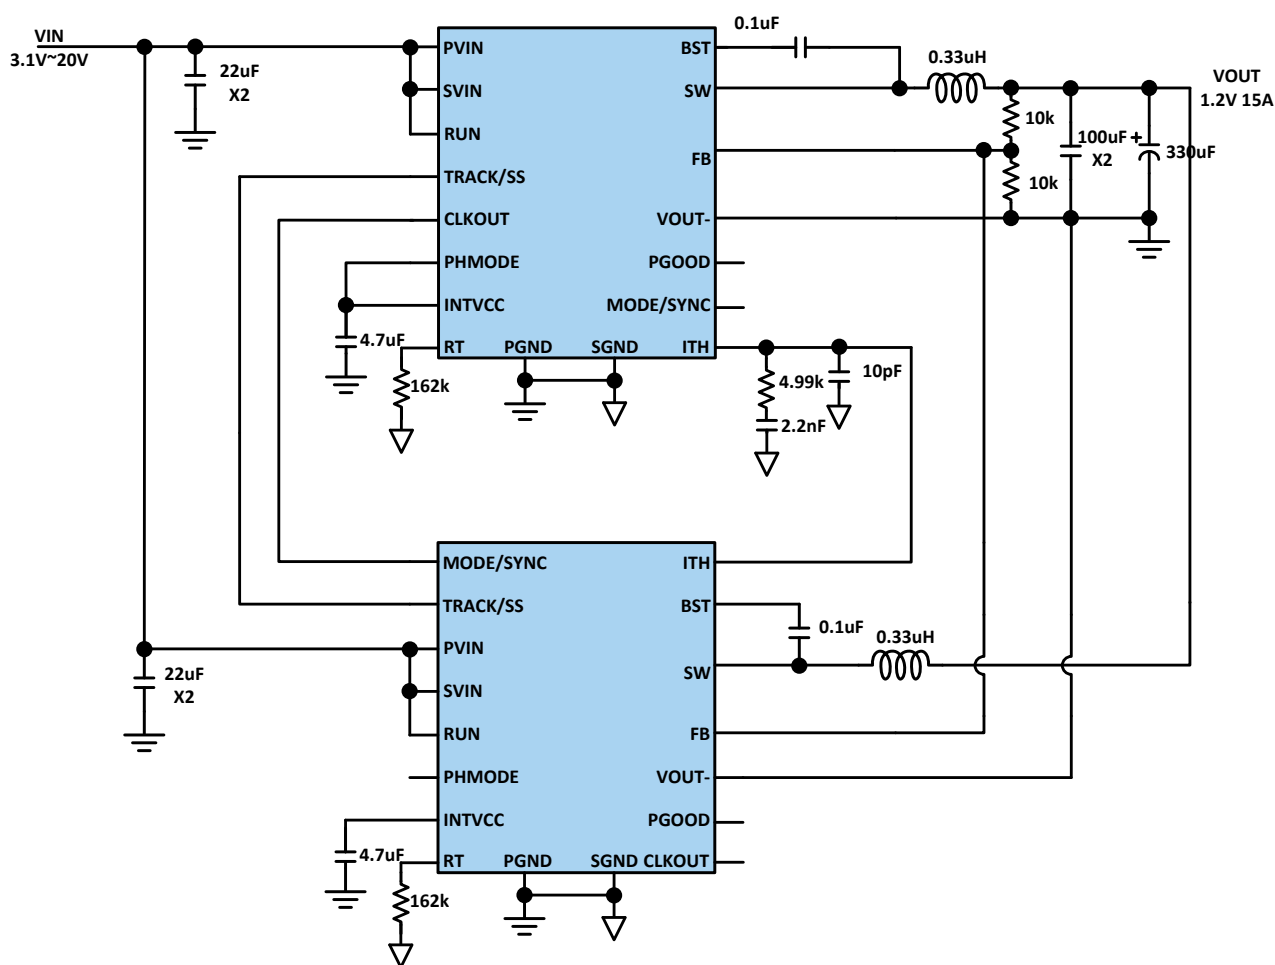 VIN
3.1V~20V
22uF
X2
PVIN
SVIN
RUN
TRACK/SS
CLKOUT
PHMODE
INTVCC
RT
PGND
SGND
BST
SW
FB
VOUT-
PGOOD
MODE/SYNC
ITH
4.7uF
162k
0.1uF
0.33uH
10k
10k
100uF
X2
+
330uF
VOUT
1.2V 15A
4.99k
2.2nF
10pF
MODE/SYNC
TRACK/SS
PVIN
SVIN
RUN
PHMODE
INTVCC
RT
PGND
SGND
CLKOUT
ITH
BST
SW
FB
VOUT-
PGOOD
22uF
X2
4.7uF
162k
0.1uF
0.33uH